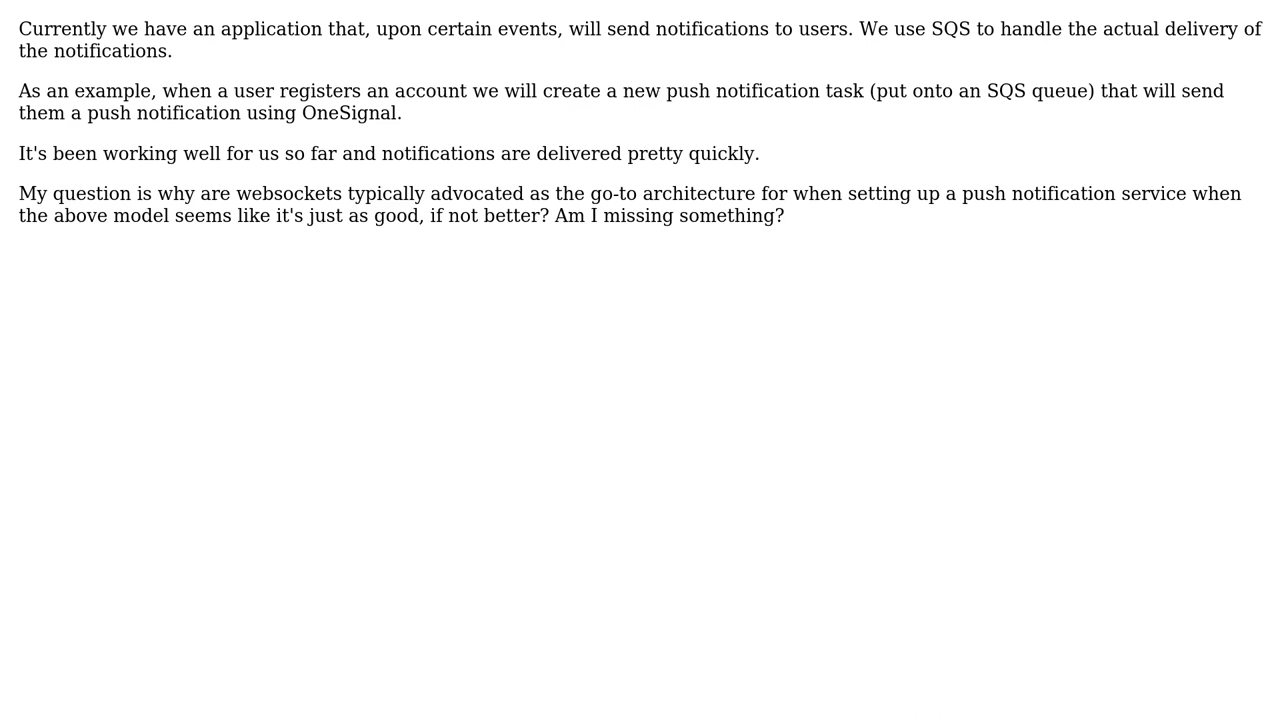 Currently we have an application that, upon certain events, will send notifications to users. We use SQS to handle the actual delivery of
the notifications.
As an example, when a user registers an account we will create a new push notification task (put onto an SQS queue) that will send
them a push notification using OneSignal.
It's been working well for us so far and notifications are delivered pretty quickly.
My question is why are websockets typically advocated as the go-to architecture for when setting up a push notification service when
the above model seems like it's just as good, if not better? Am I missing something?